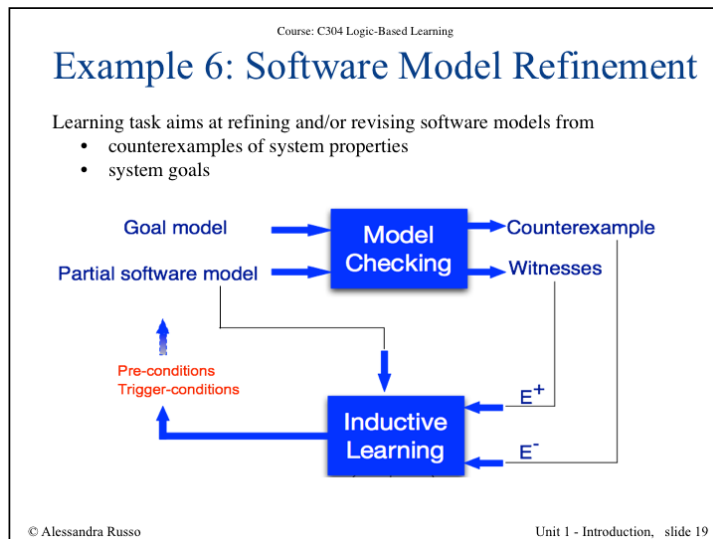 Course: C304 Logic-Based Learning
Example 6: Software Model Refinement
Learning task aims at refining and/or revising software models from
• counterexamples of system properties
• system goals
Goal model
Model
Checking
Counterexample
Partial software model
Witnesses
Pre-conditions
Trigger-conditions
Inductive
Learning
E+
E-
© Alessandra Russo
Unit 1 - Introduction, slide 19